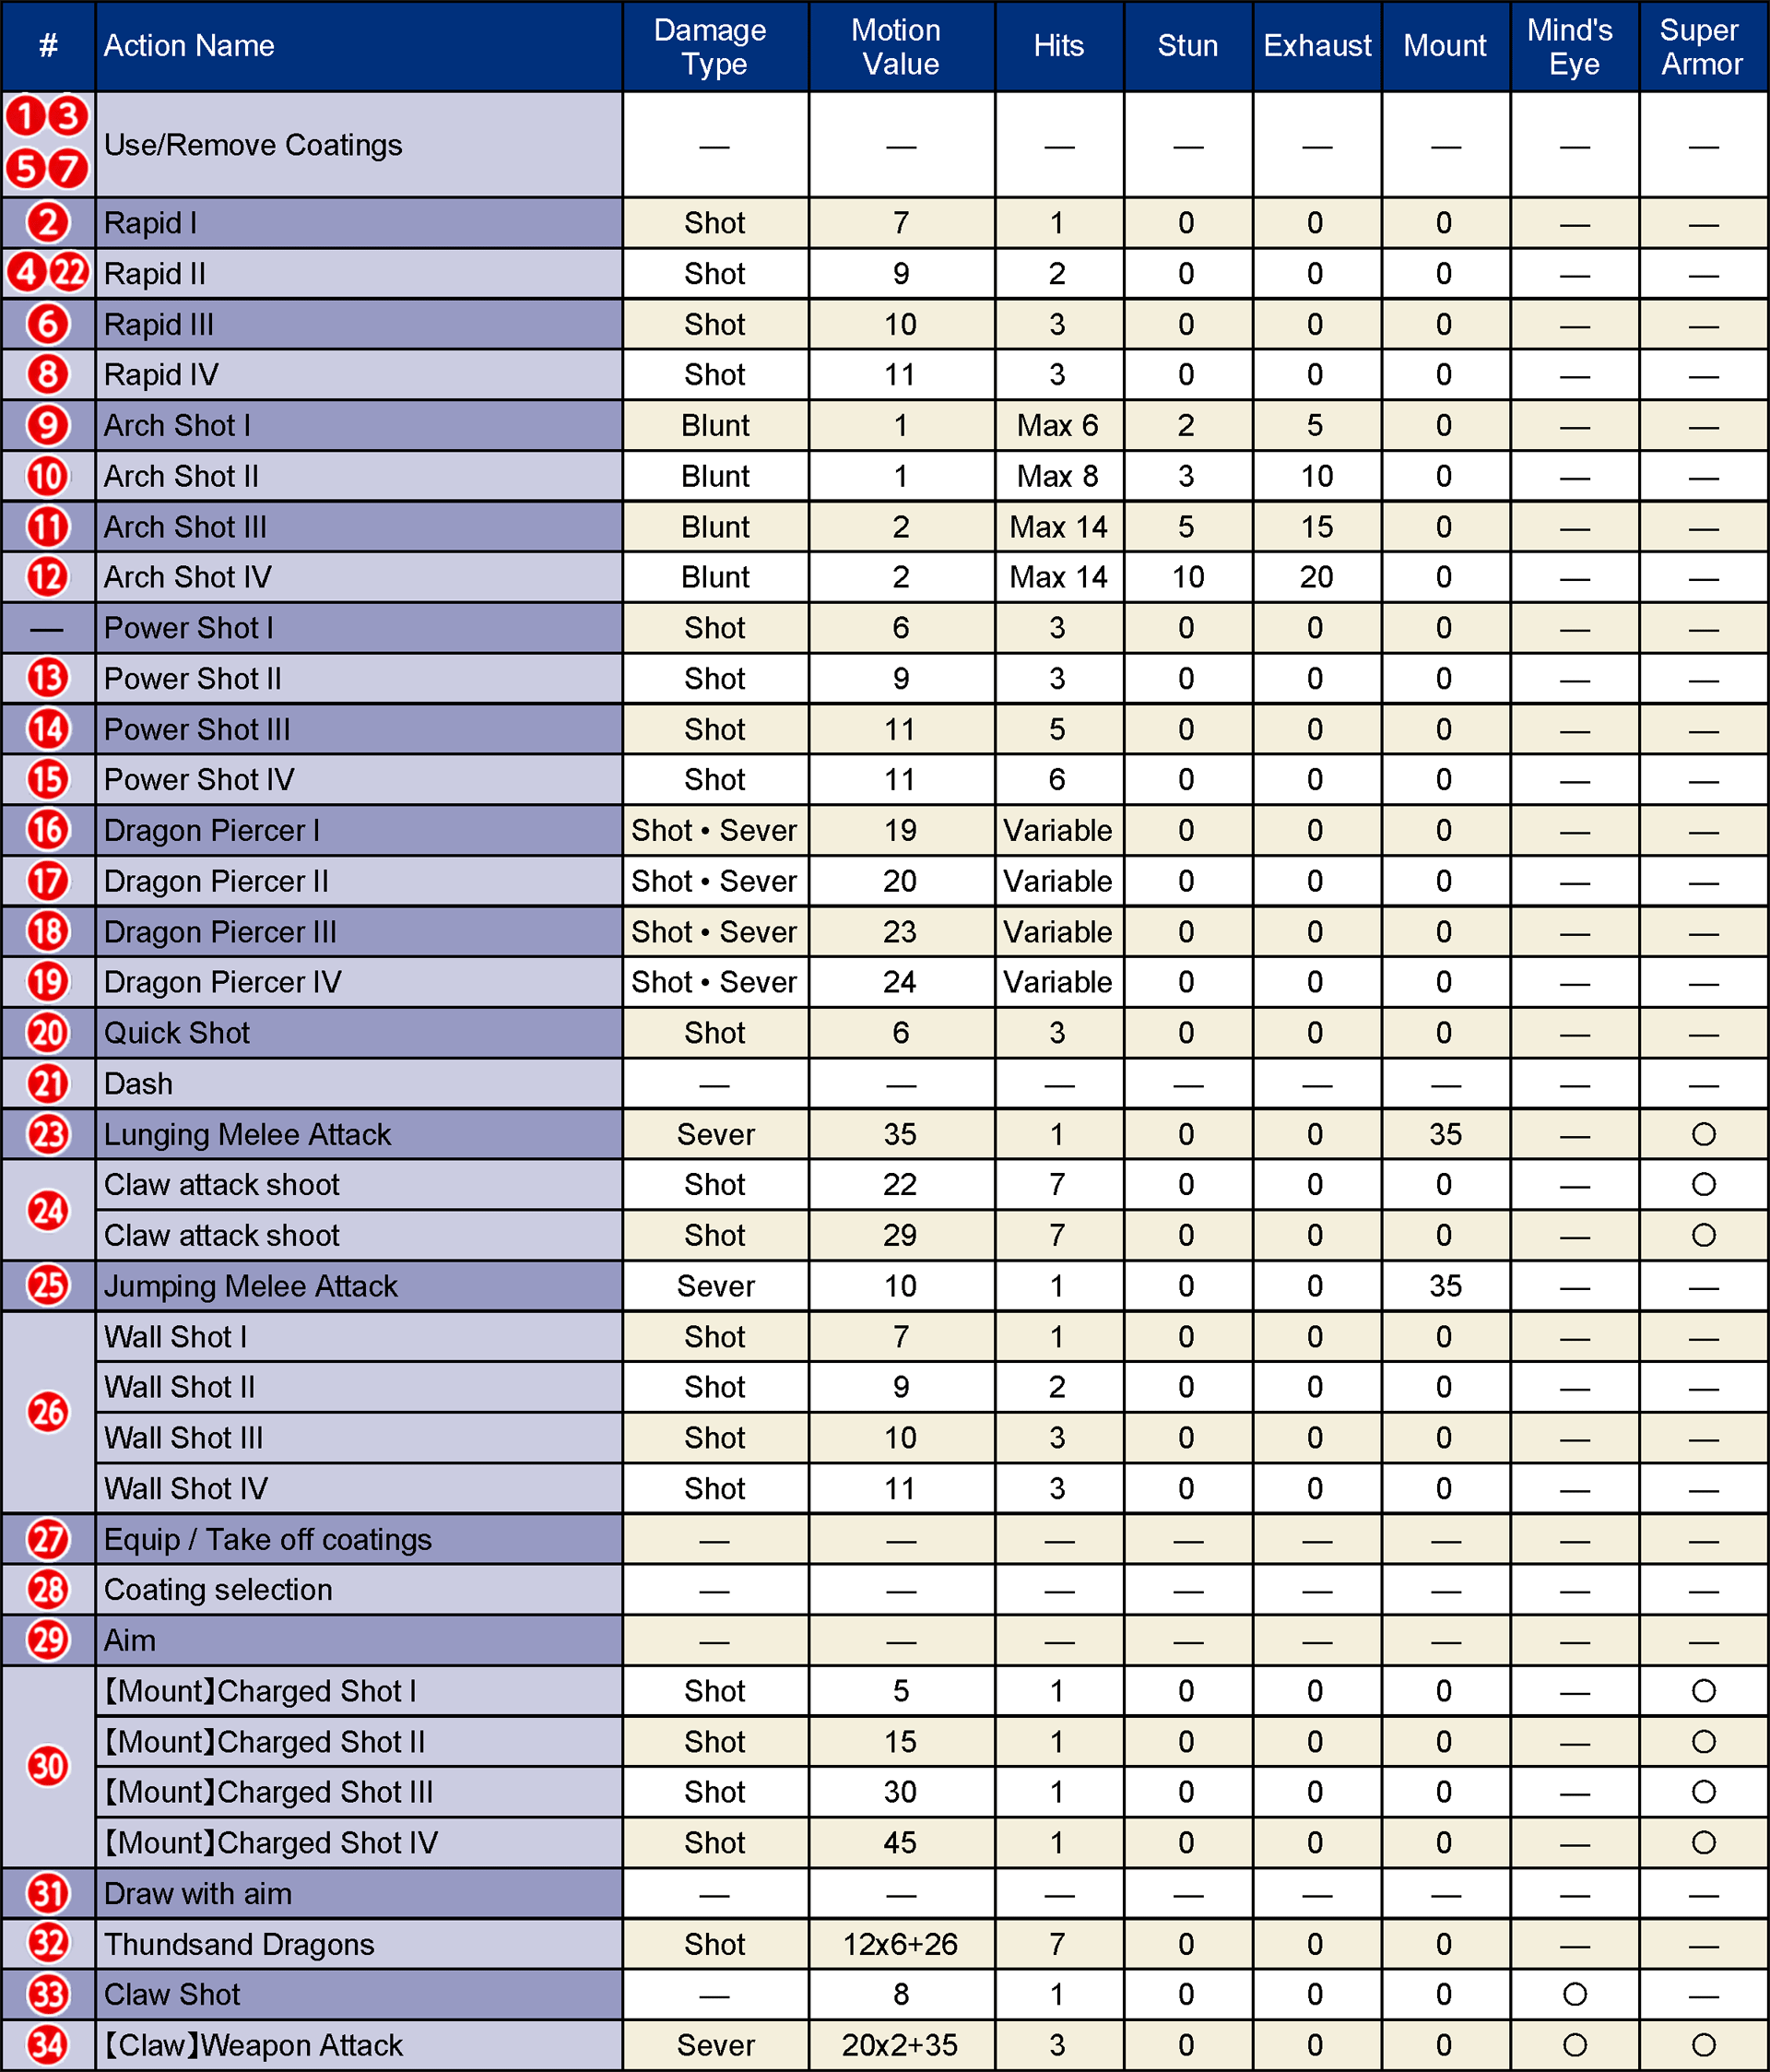 # Action Name Damage Type Motion Value Hits Stun Exhaust Mount Mind's Eye Super Armor
1 3 5 7 Use/Remove Coatings — — — — — — — —
2 Rapid I Shot 7 1 0 0 0 — —
4 22 Rapid II Shot 9 2 0 0 0 — —
6 Rapid III Shot 10 3 0 0 0 — —
8 Rapid IV Shot 11 3 0 0 0 — —
9 Arch Shot I Blunt 1 Max 6 2 5 0 — —
10 Arch Shot II Blunt 1 Max 8 3 10 0 — —
11 Arch Shot III Blunt 2 Max 14 5 15 0 — —
12 Arch Shot IV Blunt 2 Max 14 10 20 0 — —
— Power Shot I Shot 6 3 0 0 0 — —
13 Power Shot II Shot 9 3 0 0 0 — —
14 Power Shot III Shot 11 5 0 0 0 — —
15 Power Shot IV Shot 11 6 0 0 0 — —
16 Dragon Piercer I Shot • Sever 19 Variable 0 0 0 — —
17 Dragon Piercer II Shot • Sever 20 Variable 0 0 0 — —
18 Dragon Piercer III Shot • Sever 23 Variable 0 0 0 — —
19 Dragon Piercer IV Shot • Sever 24 Variable 0 0 0 — —
20 Quick Shot Shot 6 3 0 0 0 — —
21 Dash — — — — — — — —
23 Lunging Melee Attack Sever 35 1 0 0 35 — ○
24 Claw attack shoot Shot 22 7 0 0 0 — ○
Claw attack shoot Shot 29 7 0 0 0 — ○
25 Jumping Melee Attack Sever 10 1 0 0 35 — —
26 Wall Shot I Shot 7 1 0 0 0 — —
Wall Shot II Shot 9 2 0 0 0 — —
Wall Shot III Shot 10 3 0 0 0 — —
Wall Shot IV Shot 11 3 0 0 0 — —
27 Equip / Take off coatings — — — — — — — —
28 Coating selection — — — — — — — —
29 Aim — — — — — — — —
30 【Mount】Charged Shot I Shot 5 1 0 0 0 — ○
【Mount】Charged Shot II Shot 15 1 0 0 0 — ○
【Mount】Charged Shot III Shot 30 1 0 0 0 — ○
【Mount】Charged Shot IV Shot 45 1 0 0 0 — ○
31 Draw with aim — — — — — — — —
32 Thundsand Dragons Shot 12x6+26 7 0 0 0 — —
33 Claw Shot — 8 1 0 0 0 ○ —
34 【Claw】Weapon Attack Sever 20x2+35 3 0 0 0 ○ ○